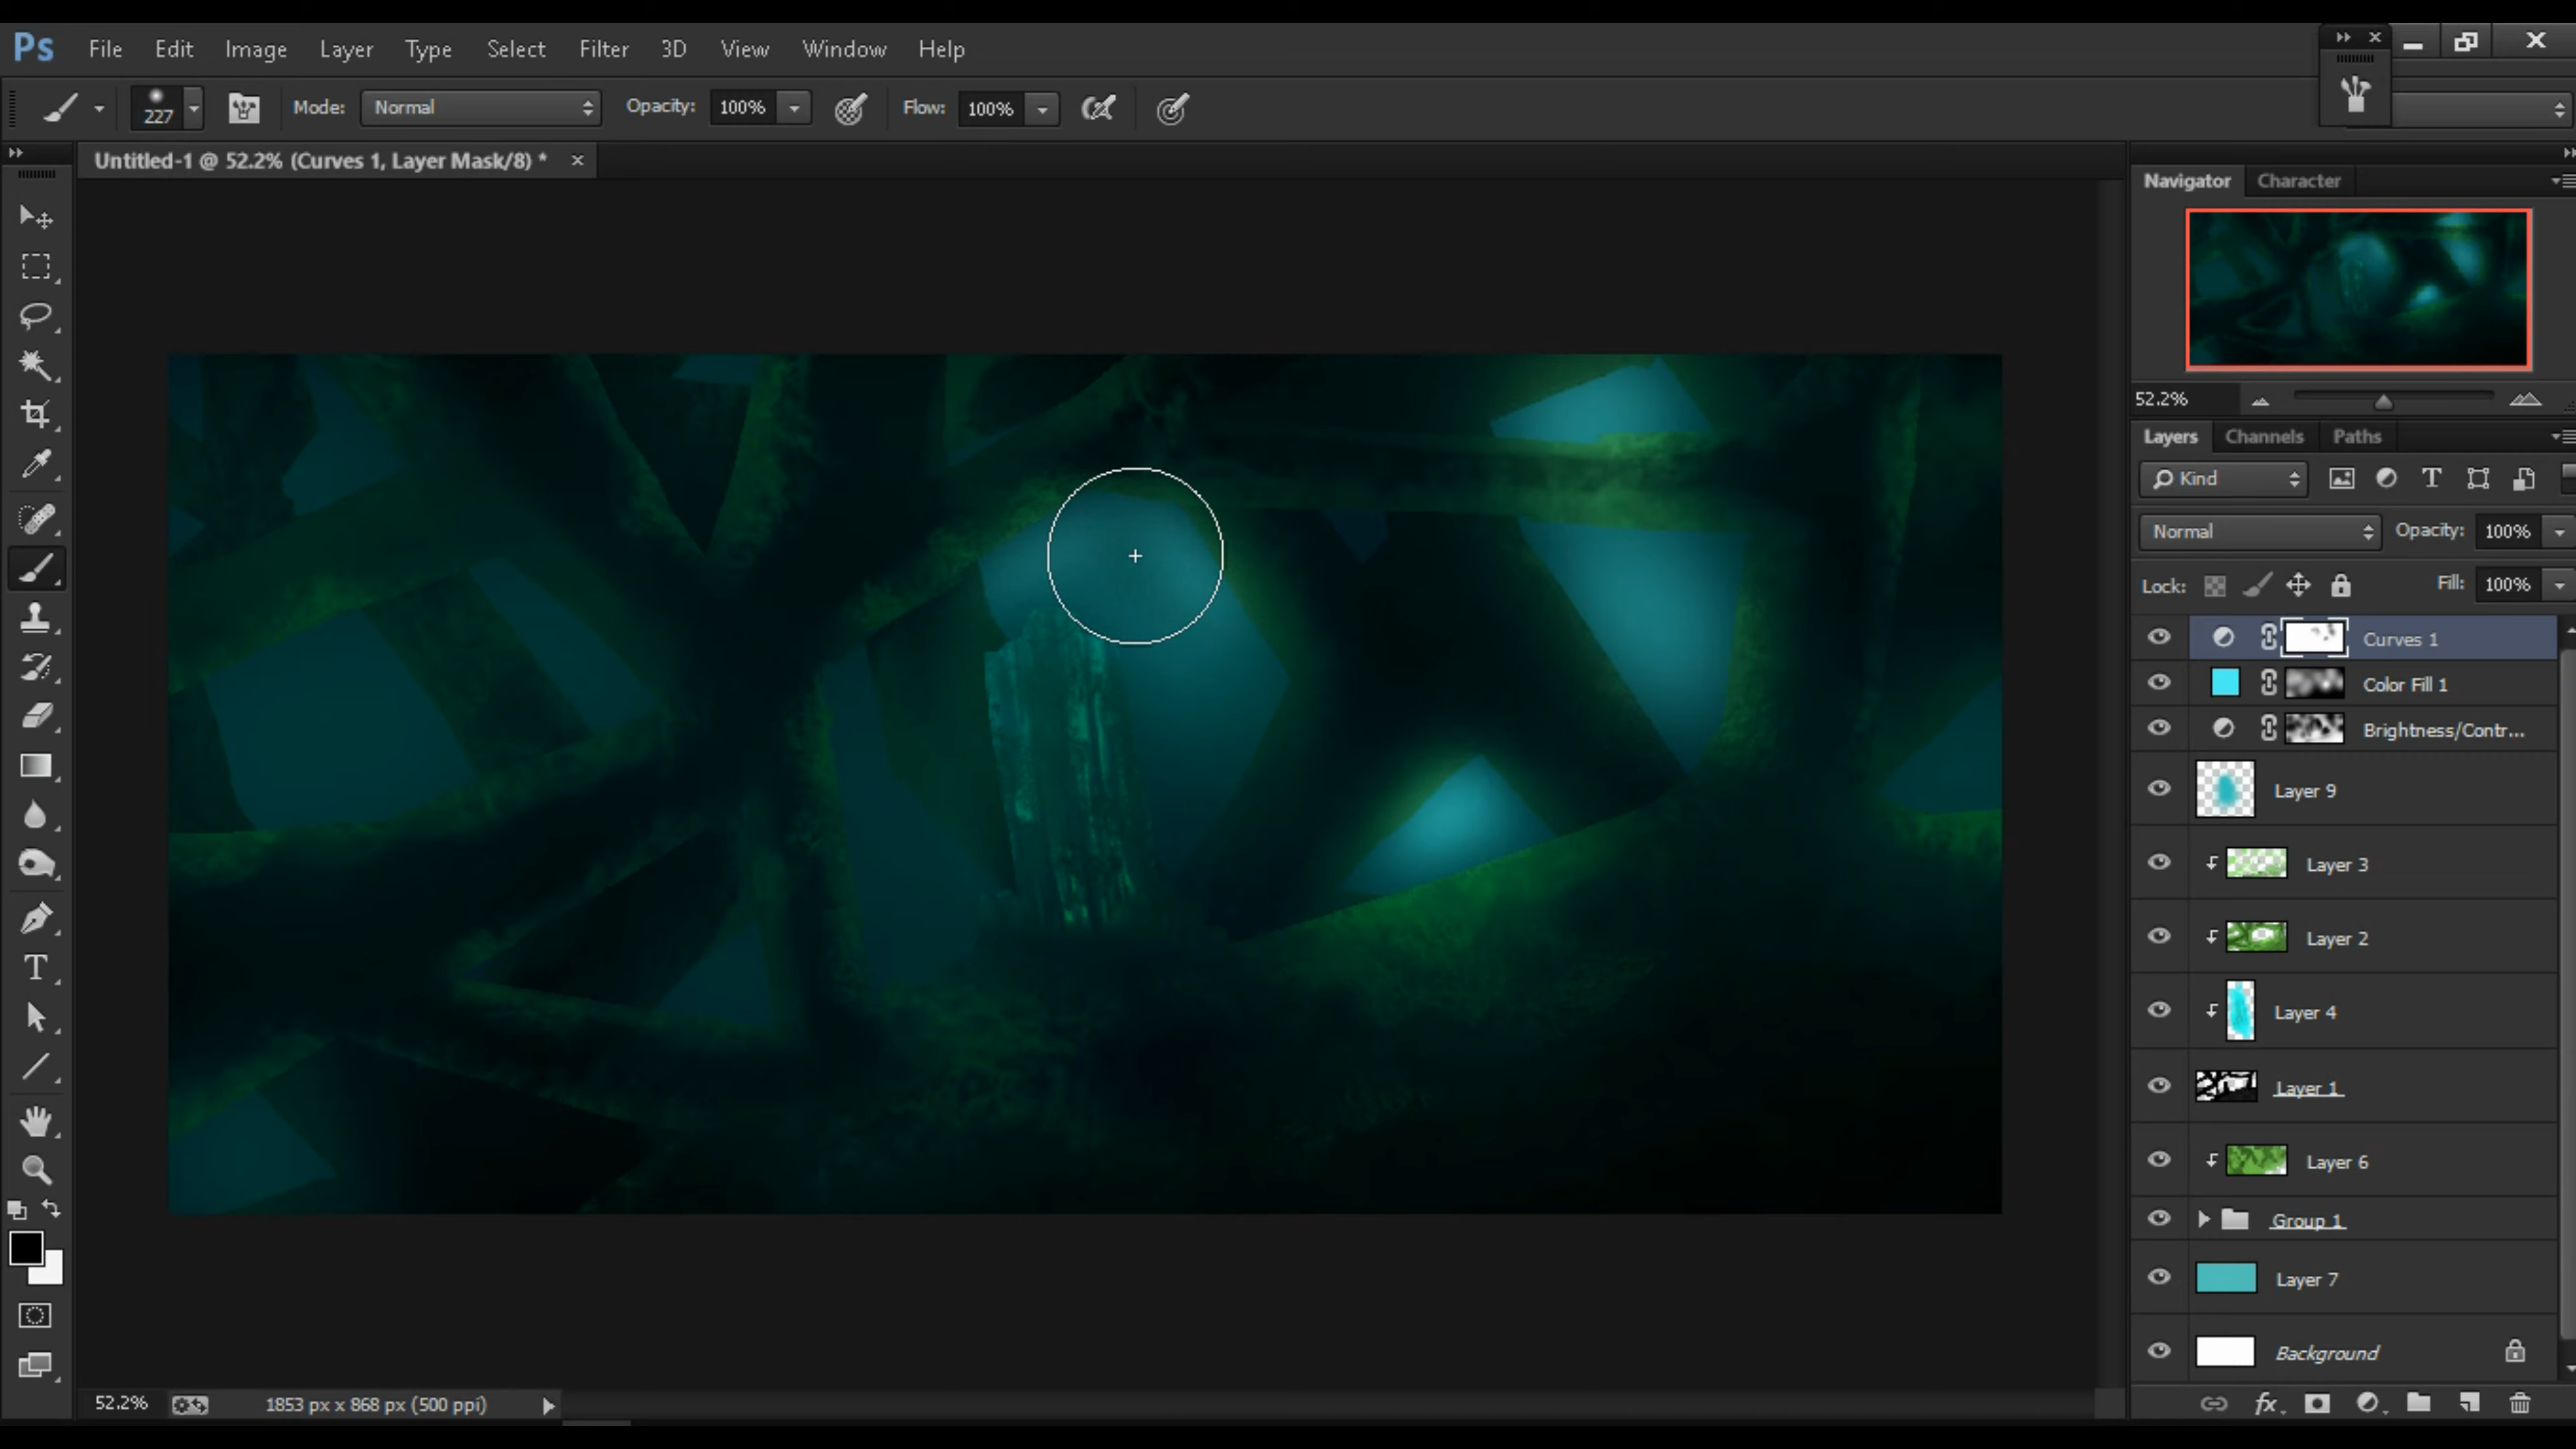 Ps File Edit Image Layer Type Select Filter 3D View Window Help
227 Mode: Normal Opacity: 100% Flow: 100%
Untitled-1 @ 52.2% (Curves 1, Layer Mask/8) *
Navigator Character
52.2%
Layers Channels Paths
Kind
Normal Opacity: 100%
Lock: Fill: 100%
Curves 1
Color Fill 1
Brightness/Contr...
Layer 9
Layer 3
Layer 2
Layer 4
Layer 1
Layer 6
Group 1
Layer 7
Background
fx
52.2% 1853 px x 868 px (500 ppi)